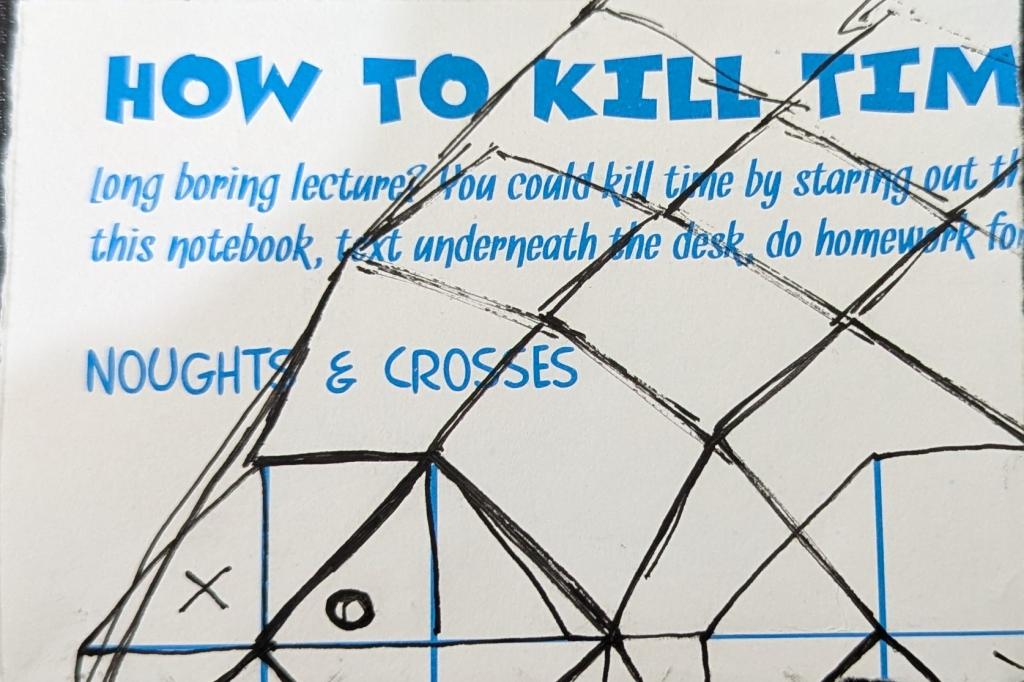 HOW TO KILL TIM
Long boring lecture? You could kill time by staring out th
this notebook, text underneath the desk, do homework for
NOUGHTS & CROSSES
X O